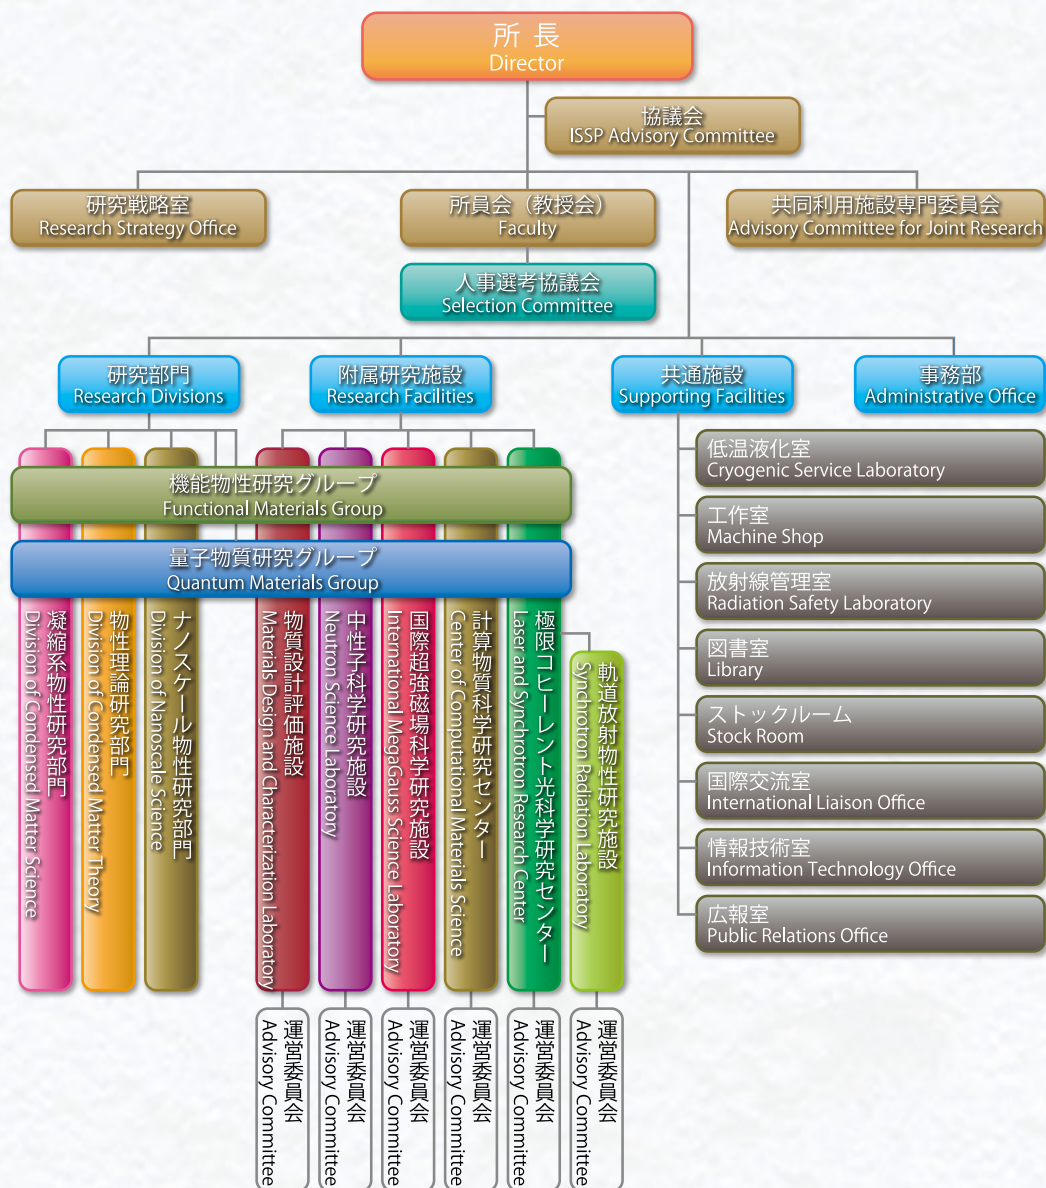 所 長
Director
協議会
ISSP Advisory Committee
研究戦略室
Research Strategy Office
所員会（教授会）
Faculty
共同利用施設専門委員会
Advisory Committee for Joint Research
人事選考協議会
Selection Committee
研究部門
Research Divisions
附属研究施設
Research Facilities
共通施設
Supporting Facilities
事務部
Administrative Office
機能物性研究グループ
Functional Materials Group
量子物質研究グループ
Quantum Materials Group
凝縮系物性研究部門
Division of Condensed Matter Science
物性理論研究部門
Division of Condensed Matter Theory
ナノスケール物性研究部門
Division of Nanoscale Science
物質設計評価施設
Materials Design and Characterization Laboratory
中性子科学研究施設
Neutron Science Laboratory
国際超強磁場科学研究施設
International MegaGauss Science Laboratory
計算物質科学研究センター
Center of Computational Materials Science
極限コヒーレント光科学研究センター
Laser and Synchrotron Research Center
軌道放射物性研究施設
Synchrotron Radiation Laboratory
低温液化室
Cryogenic Service Laboratory
工作室
Machine Shop
放射線管理室
Radiation Safety Laboratory
図書室
Library
ストックルーム
Stock Room
国際交流室
International Liaison Office
情報技術室
Information Technology Office
広報室
Public Relations Office
運営委員会
Advisory Committee
運営委員会
Advisory Committee
運営委員会
Advisory Committee
運営委員会
Advisory Committee
運営委員会
Advisory Committee
運営委員会
Advisory Committee